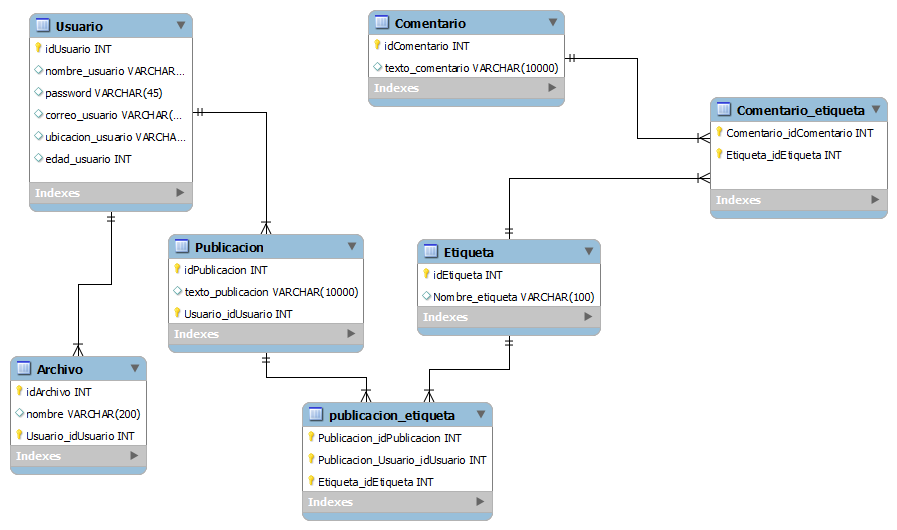 Usuario
idUsuario INT
nombre_usuario VARCHAR...
password VARCHAR(45)
correo_usuario VARCHAR(...
ubicacion_usuario VARCHA...
edad_usuario INT
Indexes
Comentario
idComentario INT
texto_comentario VARCHAR(10000)
Indexes
Comentario_etiqueta
Comentario_idComentario INT
Etiqueta_idEtiqueta INT
Indexes
Publicacion
idPublicacion INT
texto_publicacion VARCHAR(10000)
Usuario_idUsuario INT
Indexes
Etiqueta
idEtiqueta INT
Nombre_etiqueta VARCHAR(100)
Indexes
Archivo
idArchivo INT
nombre VARCHAR(200)
Usuario_idUsuario INT
Indexes
publicacion_etiqueta
Publicacion_idPublicacion INT
Publicacion_Usuario_idUsuario INT
Etiqueta_idEtiqueta INT
Indexes